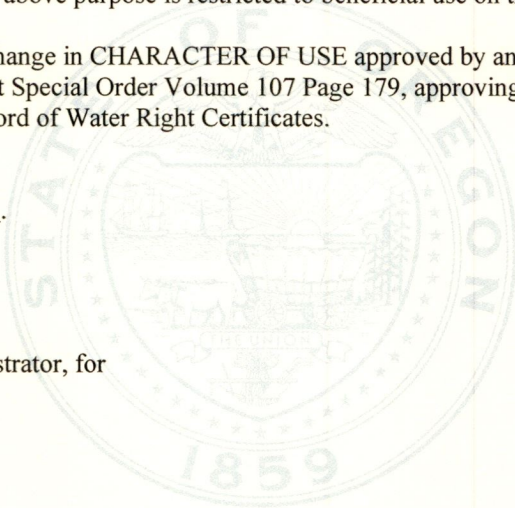 above purpose is restricted to beneficial use on t
hange in CHARACTER OF USE approved by an
t Special Order Volume 107 Page 179, approving
ord of Water Right Certificates.
strator, for
STATE OF OREGON
THE UNION
1859